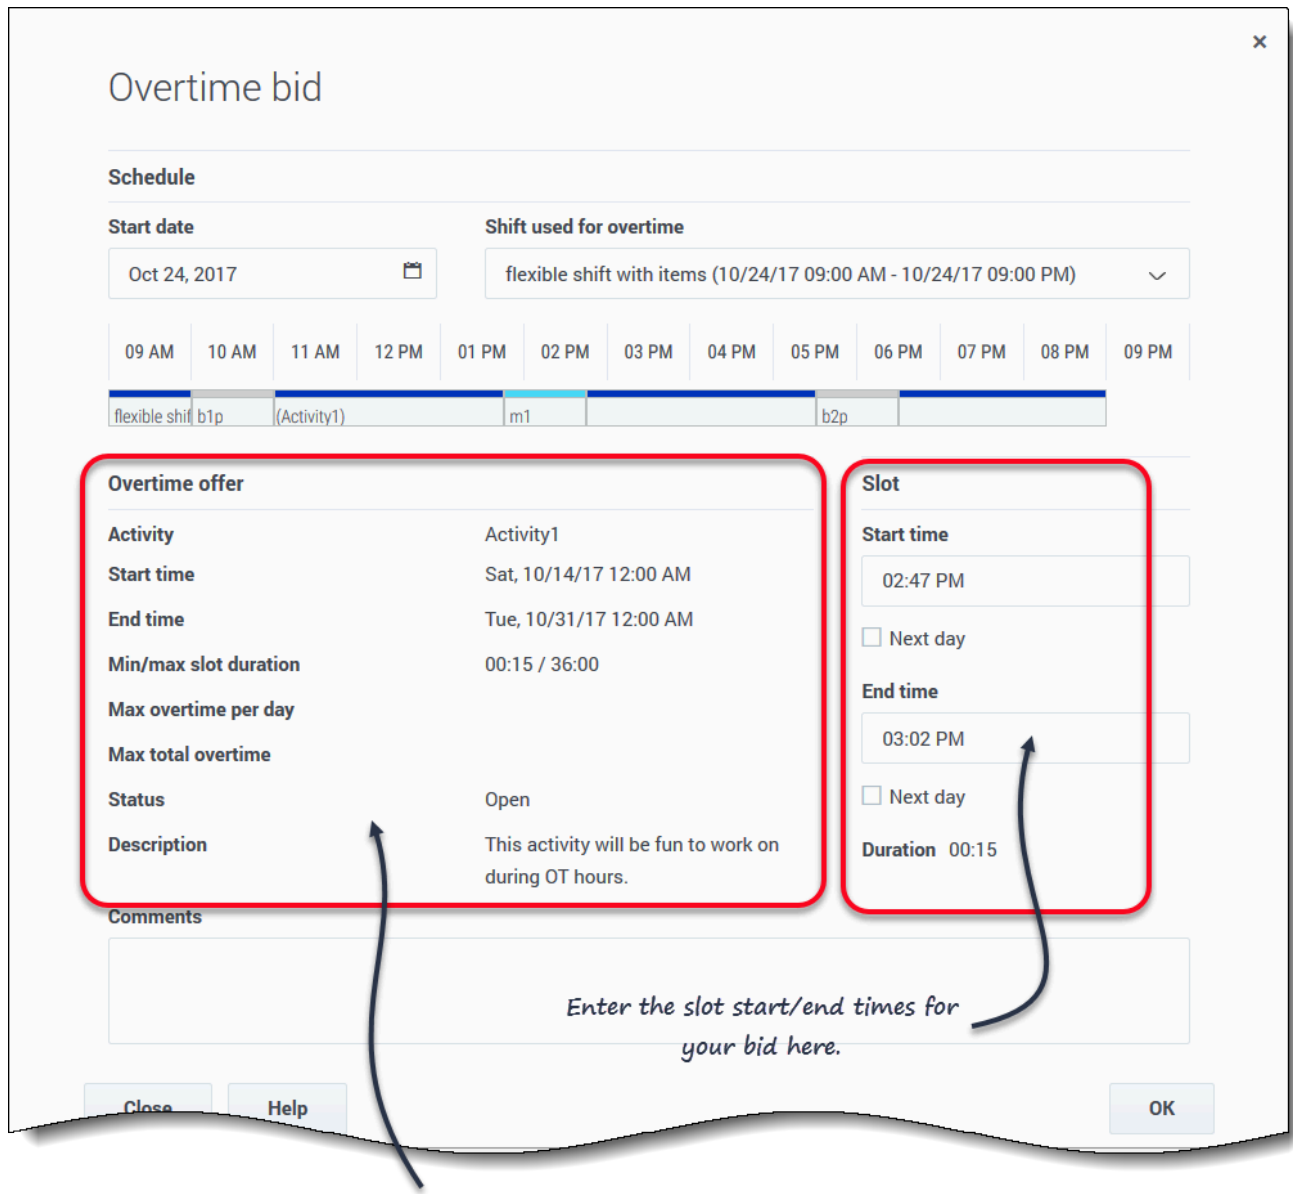 ×
Overtime bid
Schedule
Start date
Shift used for overtime
Oct 24, 2017
flexible shift with items (10/24/17 09:00 AM - 10/24/17 09:00 PM)
09 AM 10 AM 11 AM 12 PM 01 PM 02 PM 03 PM 04 PM 05 PM 06 PM 07 PM 08 PM 09 PM
flexible shif b1p (Activity1) m1 b2p
Overtime offer
Activity Activity1
Start time Sat, 10/14/17 12:00 AM
End time Tue, 10/31/17 12:00 AM
Min/max slot duration 00:15 / 36:00
Max overtime per day
Max total overtime
Status Open
Description This activity will be fun to work on
during OT hours.
Slot
Start time
02:47 PM
Next day
End time
03:02 PM
Next day
Duration 00:15
Comments
Enter the slot start/end times for
your bid here.
Close Help OK